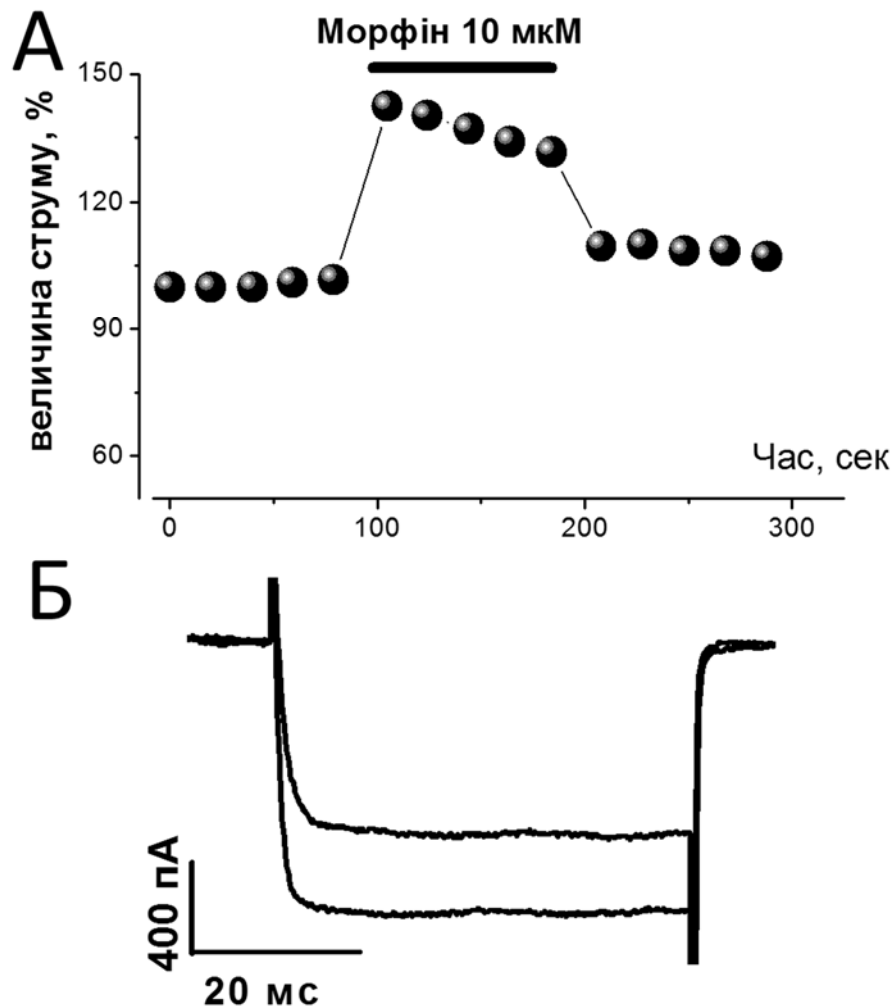 А
Морфін 10 мкМ
150
120
90
60
величина струму, %
Час, сек
0 100 200 300
Б
400 пА
20 мс